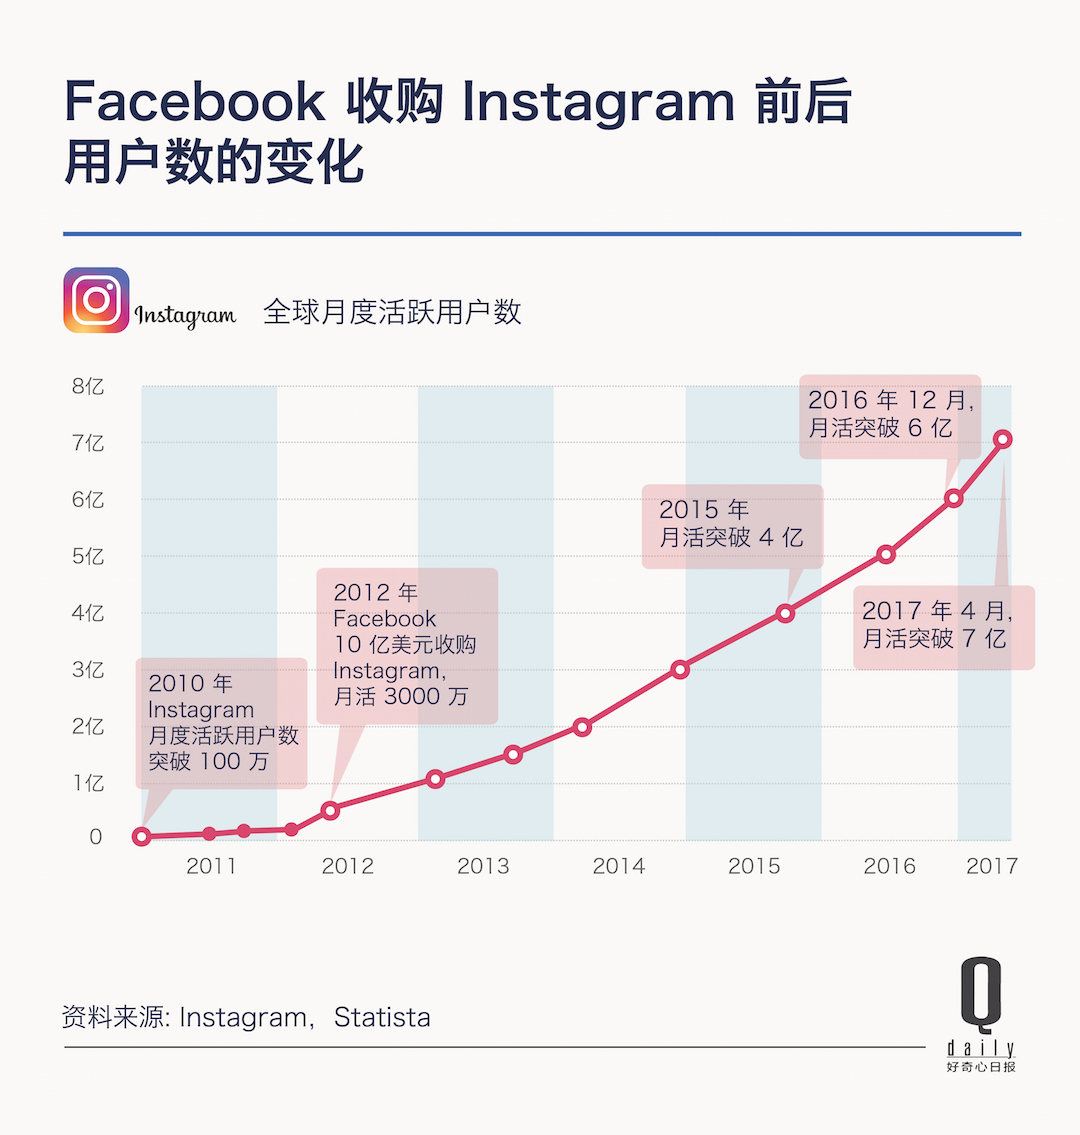 Facebook 收购 Instagram 前后
用户数的变化
Instagram 全球月度活跃用户数
8亿
7亿
6亿
5亿
4亿
3亿
2亿
1亿
0
2010 年
Instagram
月度活跃用户数
突破 100 万
2012 年
Facebook
10 亿美元收购
Instagram,
月活 3000 万
2015 年
月活突破 4 亿
2016 年 12 月,
月活突破 6 亿
2017 年 4 月,
月活突破 7 亿
2011 2012 2013 2014 2015 2016 2017
资料来源: Instagram，Statista
Q
daily
好奇心日报